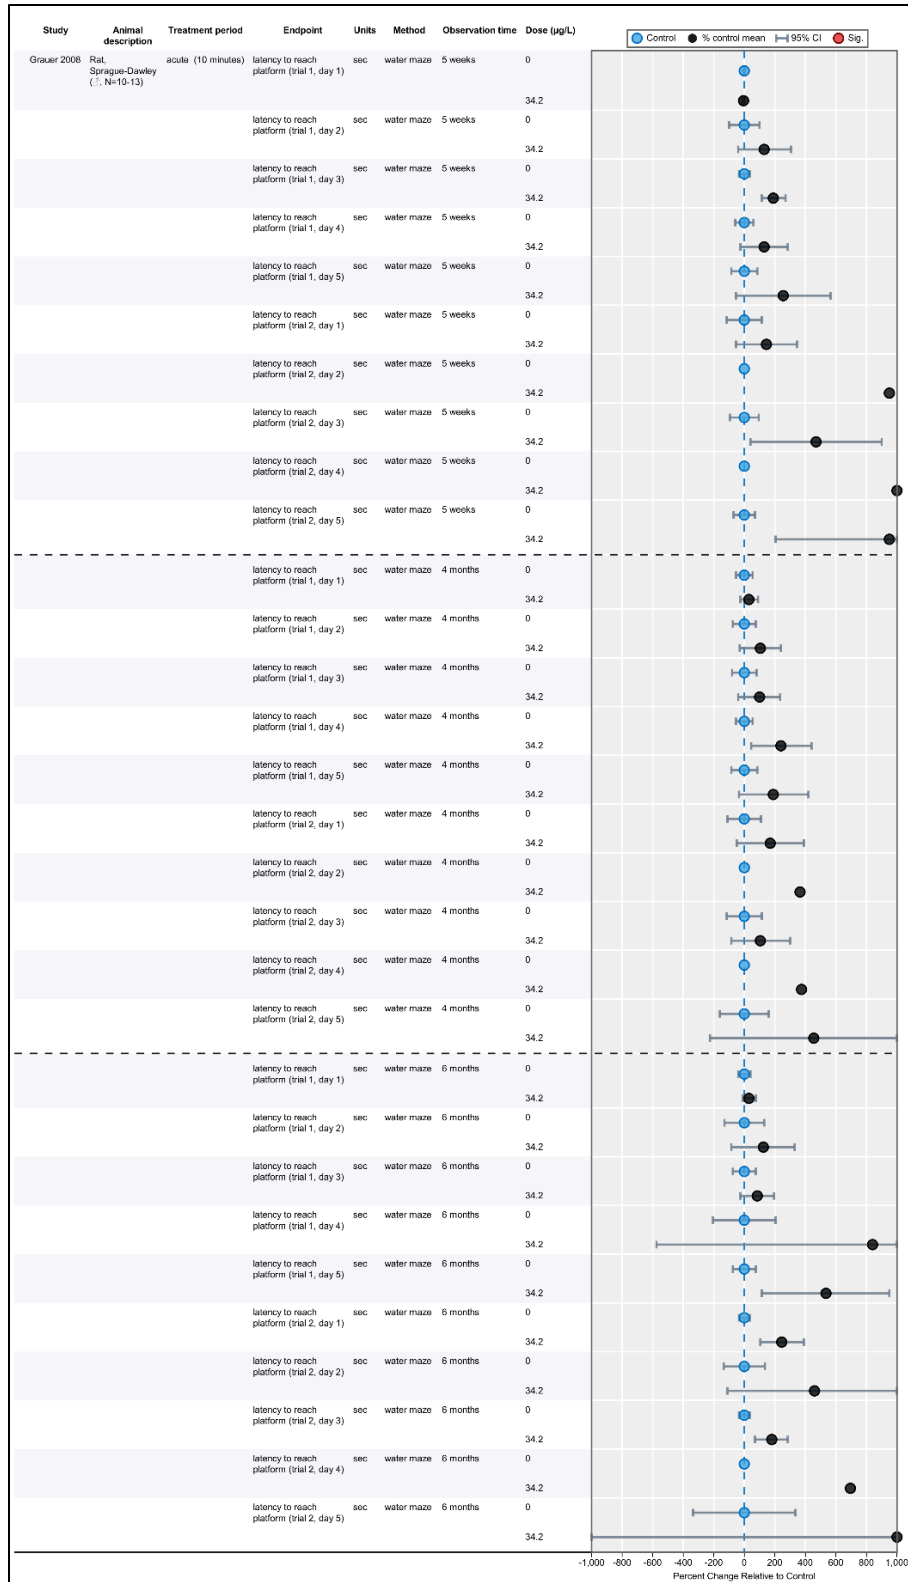 Study Animal description Treatment period Endpoint Units Method Observation time Dose (µg/L)
Control % control mean 95% CI Sig.
Grauer 2008 Rat, Sprague-Dawley (♂, N=10-13) acute (10 minutes) latency to reach platform (trial 1, day 1) sec water maze 5 weeks 0
34.2
latency to reach platform (trial 1, day 2) sec water maze 5 weeks 0
34.2
latency to reach platform (trial 1, day 3) sec water maze 5 weeks 0
34.2
latency to reach platform (trial 1, day 4) sec water maze 5 weeks 0
34.2
latency to reach platform (trial 1, day 5) sec water maze 5 weeks 0
34.2
latency to reach platform (trial 2, day 1) sec water maze 5 weeks 0
34.2
latency to reach platform (trial 2, day 2) sec water maze 5 weeks 0
34.2
latency to reach platform (trial 2, day 3) sec water maze 5 weeks 0
34.2
latency to reach platform (trial 2, day 4) sec water maze 5 weeks 0
34.2
latency to reach platform (trial 2, day 5) sec water maze 5 weeks 0
34.2
latency to reach platform (trial 1, day 1) sec water maze 4 months 0
34.2
latency to reach platform (trial 1, day 2) sec water maze 4 months 0
34.2
latency to reach platform (trial 1, day 3) sec water maze 4 months 0
34.2
latency to reach platform (trial 1, day 4) sec water maze 4 months 0
34.2
latency to reach platform (trial 1, day 5) sec water maze 4 months 0
34.2
latency to reach platform (trial 2, day 1) sec water maze 4 months 0
34.2
latency to reach platform (trial 2, day 2) sec water maze 4 months 0
34.2
latency to reach platform (trial 2, day 3) sec water maze 4 months 0
34.2
latency to reach platform (trial 2, day 4) sec water maze 4 months 0
34.2
latency to reach platform (trial 2, day 5) sec water maze 4 months 0
34.2
latency to reach platform (trial 1, day 1) sec water maze 6 months 0
34.2
latency to reach platform (trial 1, day 2) sec water maze 6 months 0
34.2
latency to reach platform (trial 1, day 3) sec water maze 6 months 0
34.2
latency to reach platform (trial 1, day 4) sec water maze 6 months 0
34.2
latency to reach platform (trial 1, day 5) sec water maze 6 months 0
34.2
latency to reach platform (trial 2, day 1) sec water maze 6 months 0
34.2
latency to reach platform (trial 2, day 2) sec water maze 6 months 0
34.2
latency to reach platform (trial 2, day 3) sec water maze 6 months 0
34.2
latency to reach platform (trial 2, day 4) sec water maze 6 months 0
34.2
latency to reach platform (trial 2, day 5) sec water maze 6 months 0
34.2
-1,000 -800 -600 -400 -200 0 200 400 600 800 1,000
Percent Change Relative to Control